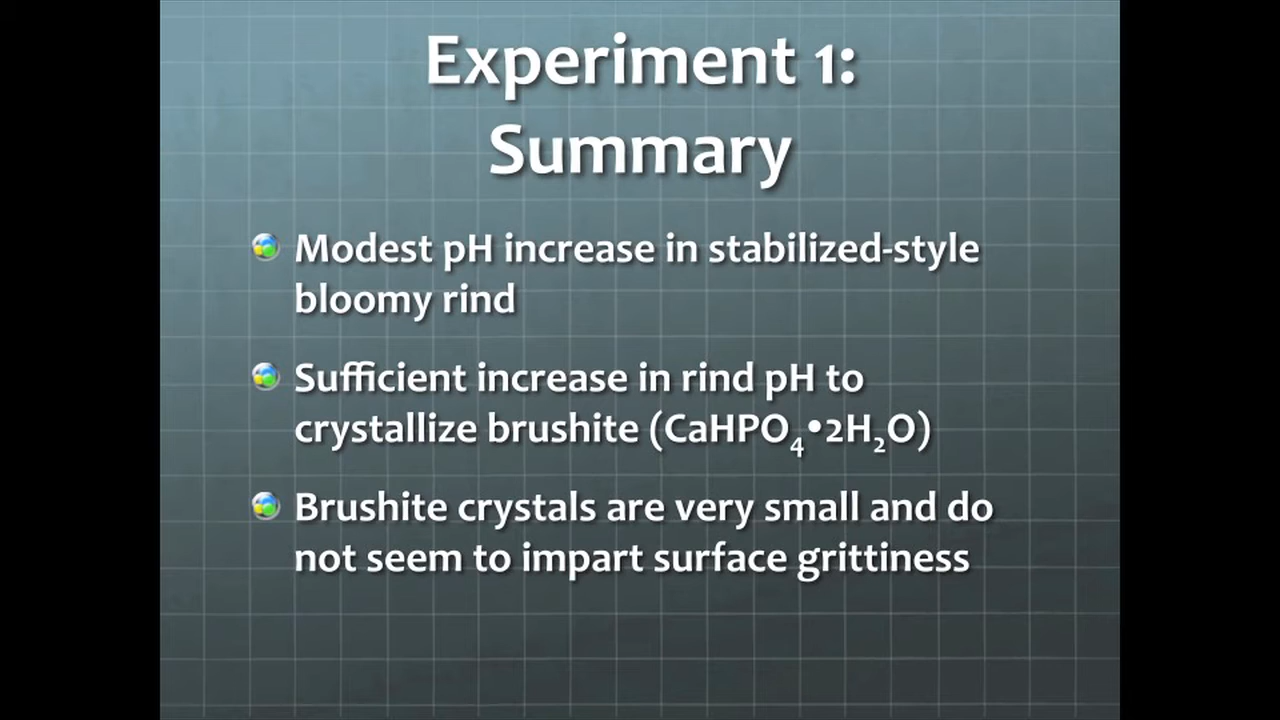 Experiment 1:
Summary
Modest pH increase in stabilized-style
bloomy rind
Sufficient increase in rind pH to
crystallize brushite (CaHPO₄•2H₂O)
Brushite crystals are very small and do
not seem to impart surface grittiness